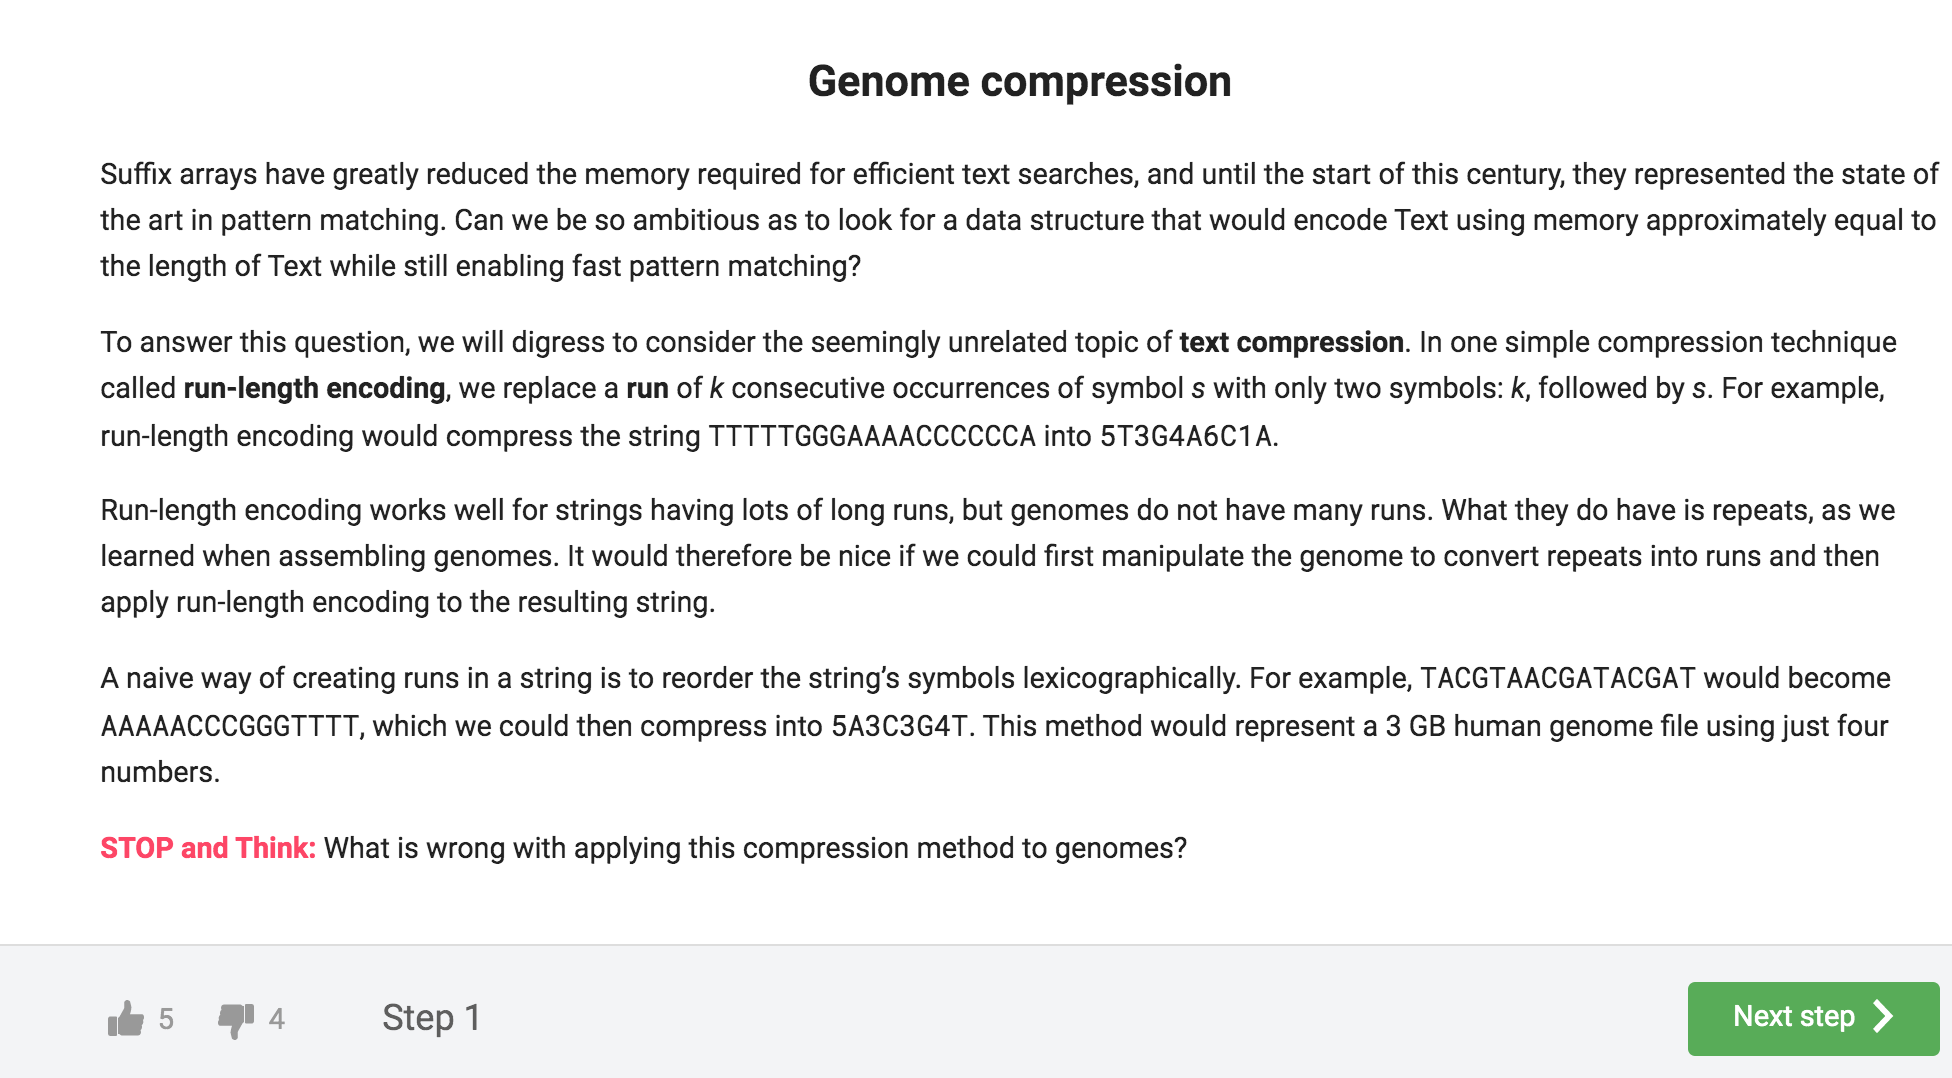 Genome compression
Suffix arrays have greatly reduced the memory required for efficient text searches, and until the start of this century, they represented the state of
the art in pattern matching. Can we be so ambitious as to look for a data structure that would encode Text using memory approximately equal to
the length of Text while still enabling fast pattern matching?
To answer this question, we will digress to consider the seemingly unrelated topic of text compression. In one simple compression technique
called run-length encoding, we replace a run of k consecutive occurrences of symbol s with only two symbols: k, followed by s. For example,
run-length encoding would compress the string TTTTTGGGAAAACCCCCCA into 5T3G4A6C1A.
Run-length encoding works well for strings having lots of long runs, but genomes do not have many runs. What they do have is repeats, as we
learned when assembling genomes. It would therefore be nice if we could first manipulate the genome to convert repeats into runs and then
apply run-length encoding to the resulting string.
A naive way of creating runs in a string is to reorder the string’s symbols lexicographically. For example, TACGTAACGATACGAT would become
AAAAACCCGGGTTTT, which we could then compress into 5A3C3G4T. This method would represent a 3 GB human genome file using just four
numbers.
STOP and Think: What is wrong with applying this compression method to genomes?
5 4 Step 1 Next step